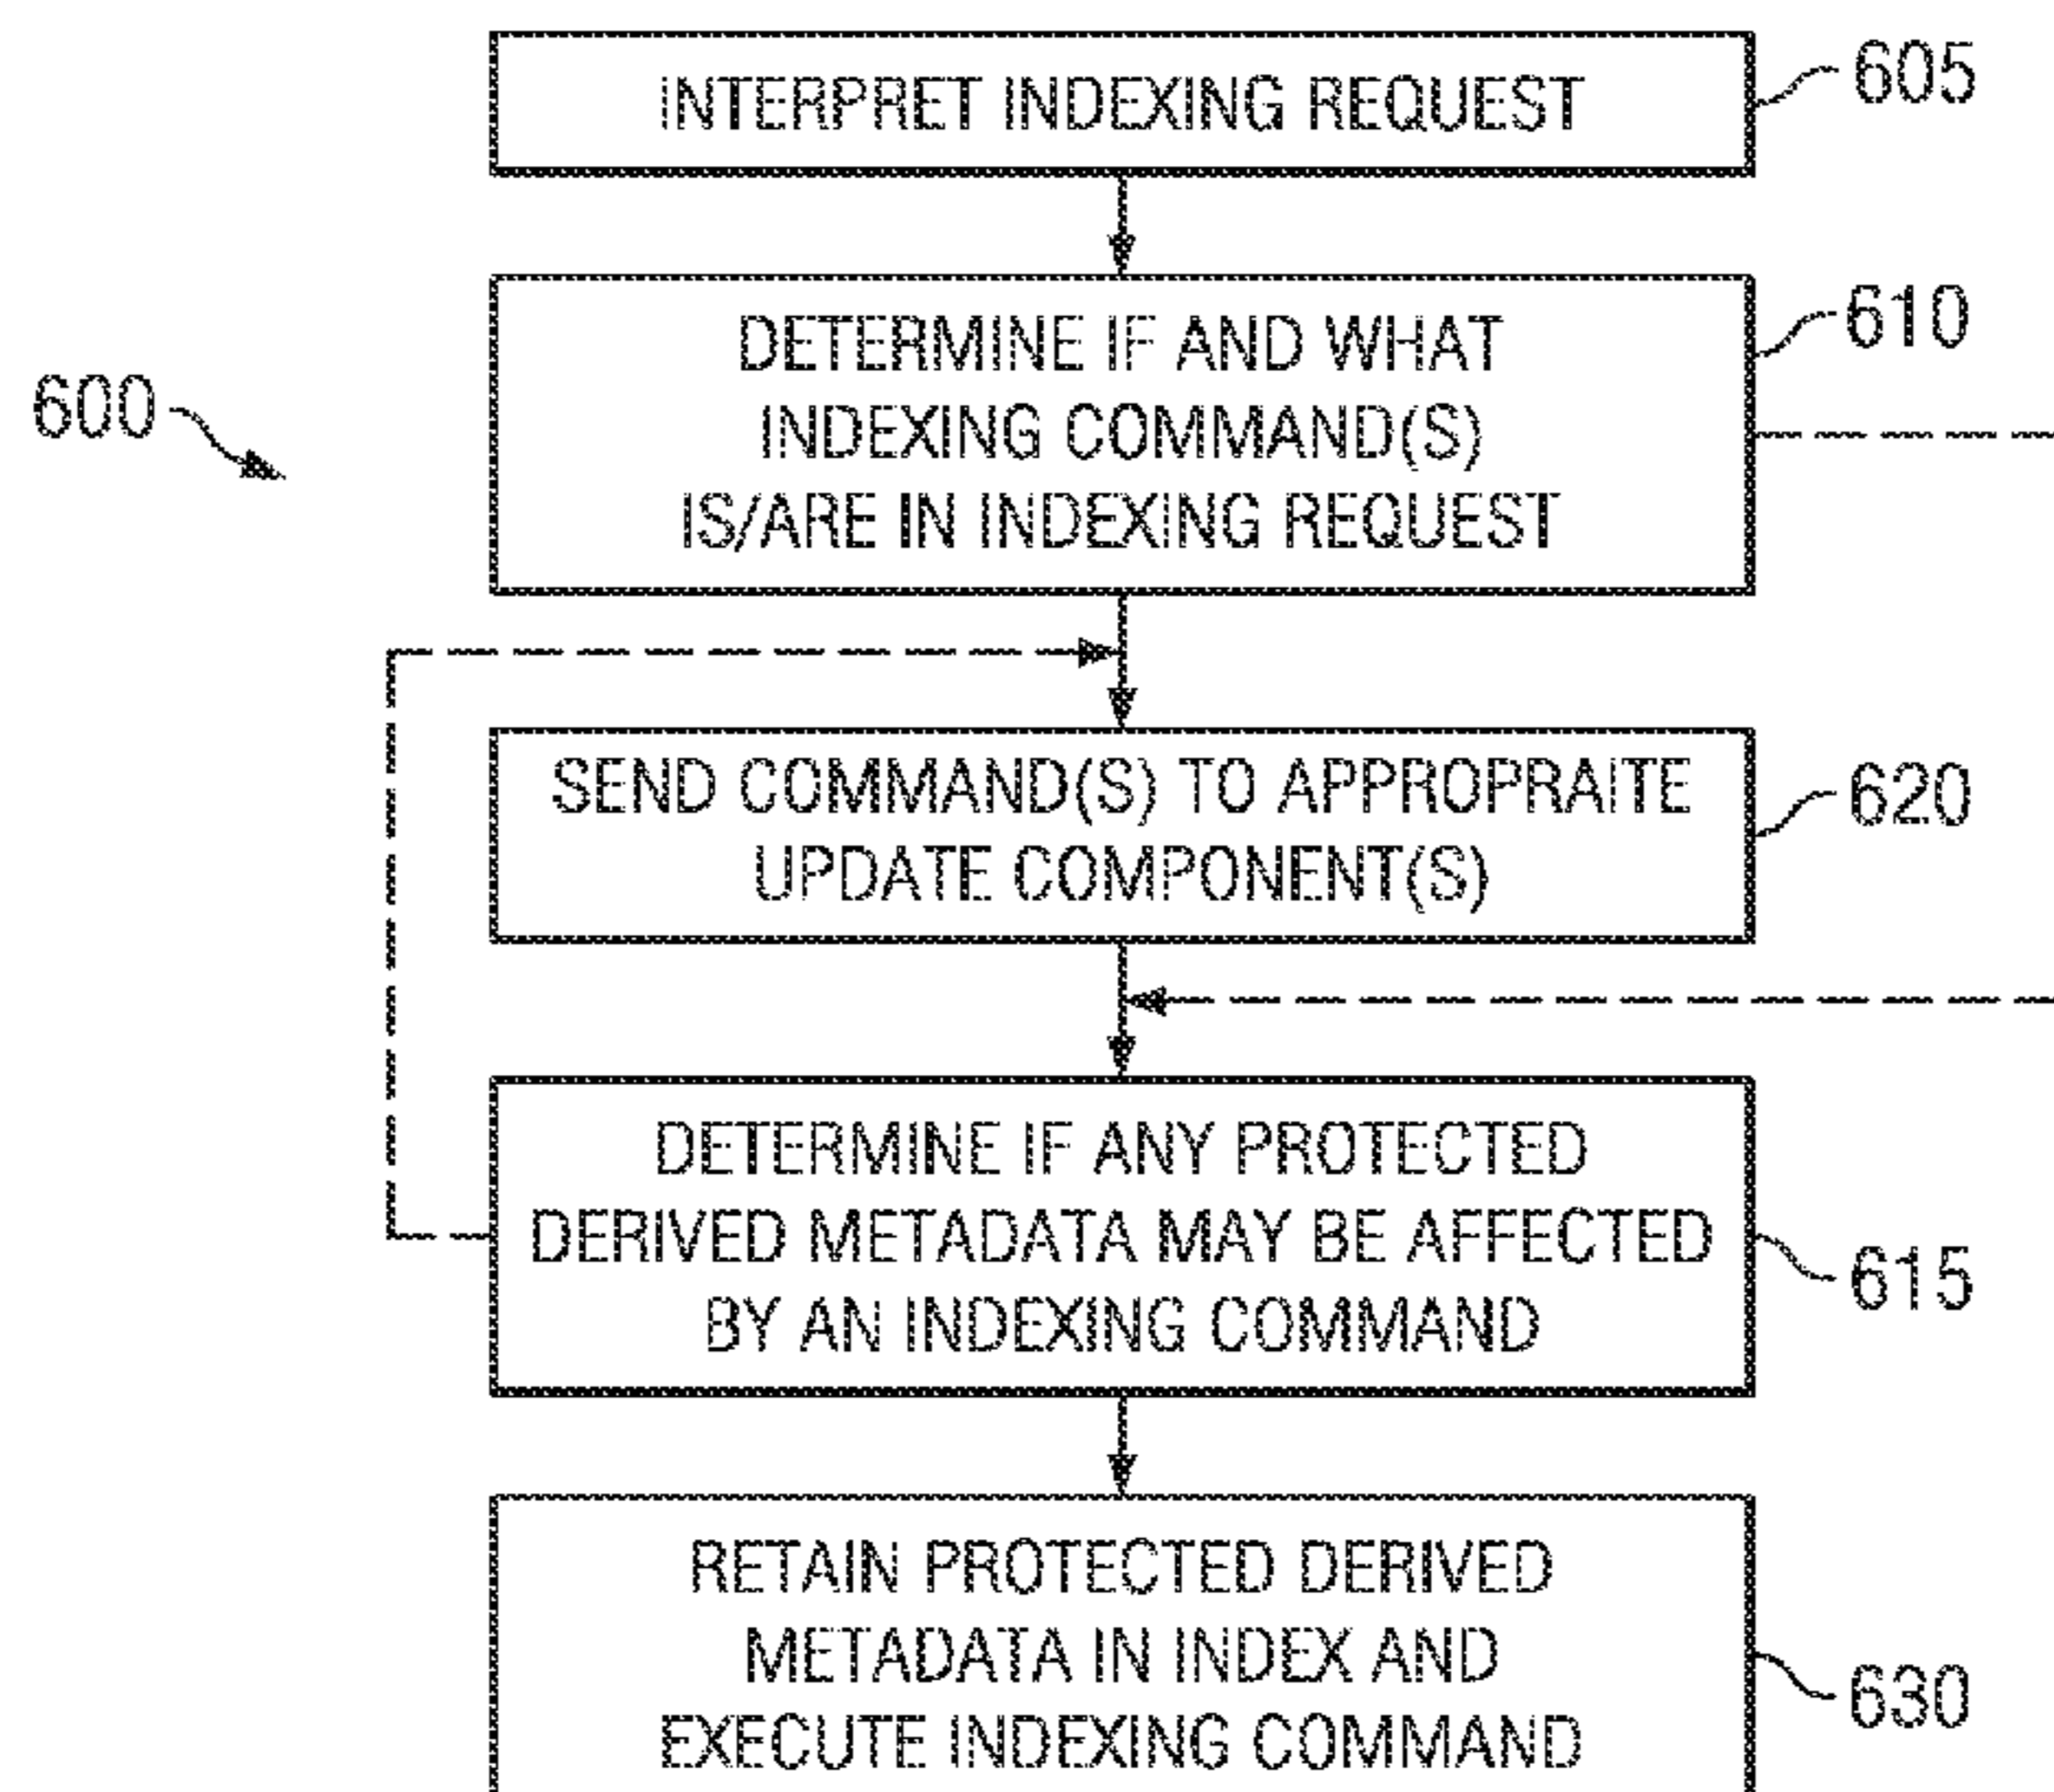 INTERPRET INDEXING REQUEST
605
DETERMINE IF AND WHAT
INDEXING COMMAND(S)
IS/ARE IN INDEXING REQUEST
610
600
SEND COMMAND(S) TO APPROPRAITE
UPDATE COMPONENT(S)
620
DETERMINE IF ANY PROTECTED
DERIVED METADATA MAY BE AFFECTED
BY AN INDEXING COMMAND
615
RETAIN PROTECTED DERIVED
METADATA IN INDEX AND
EXECUTE INDEXING COMMAND
630